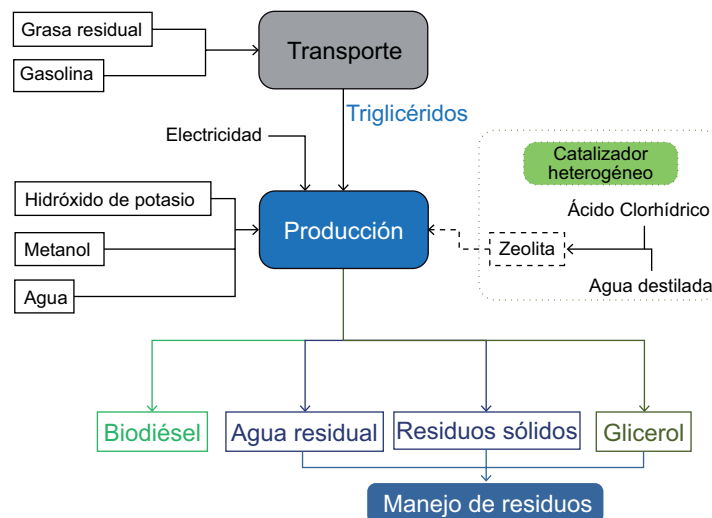 Grasa residual
Gasolina
Transporte
Triglicéridos
Electricidad
Catalizador
heterogéneo
Hidróxido de potasio
Metanol
Agua
Producción
Ácido Clorhídrico
Zeolita
Agua destilada
Biodiésel
Agua residual
Residuos sólidos
Glicerol
Manejo de residuos